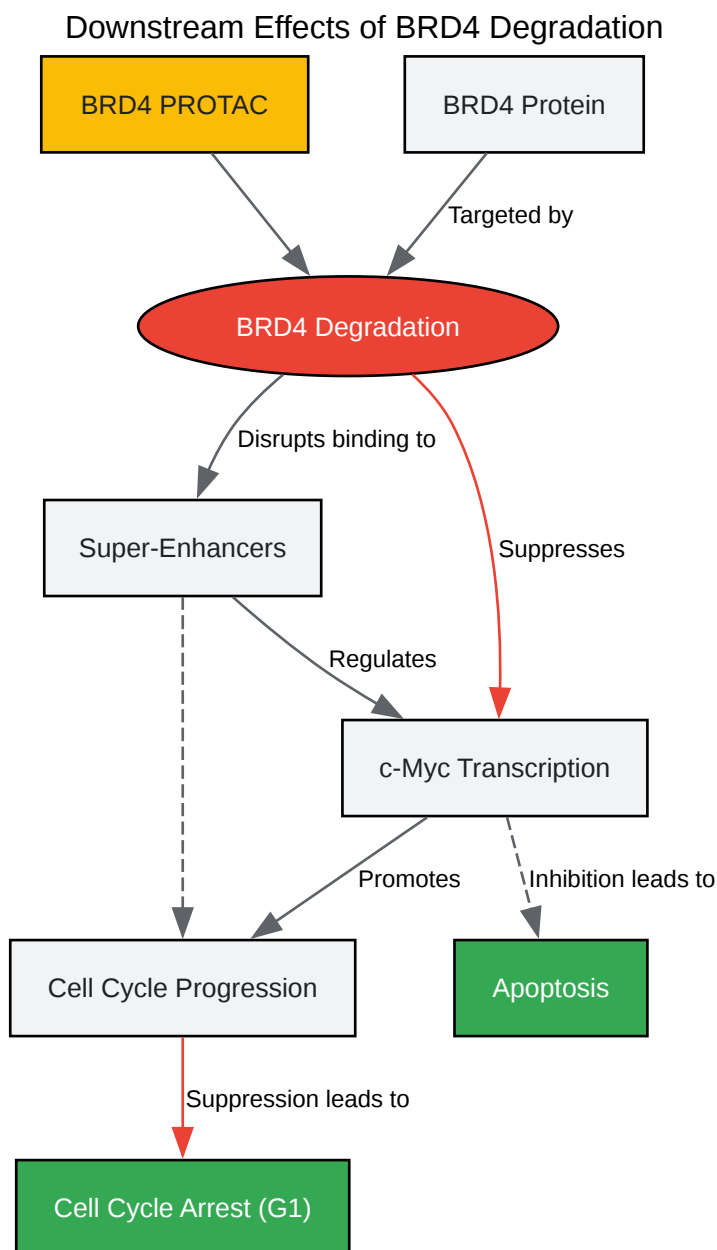 Downstream Effects of BRD4 Degradation
BRD4 PROTAC
BRD4 Protein
Targeted by
BRD4 Degradation
Disrupts binding to
Super-Enhancers
Suppresses
Regulates
c-Myc Transcription
Promotes
Inhibition leads to
Cell Cycle Progression
Apoptosis
Suppression leads to
Cell Cycle Arrest (G1)